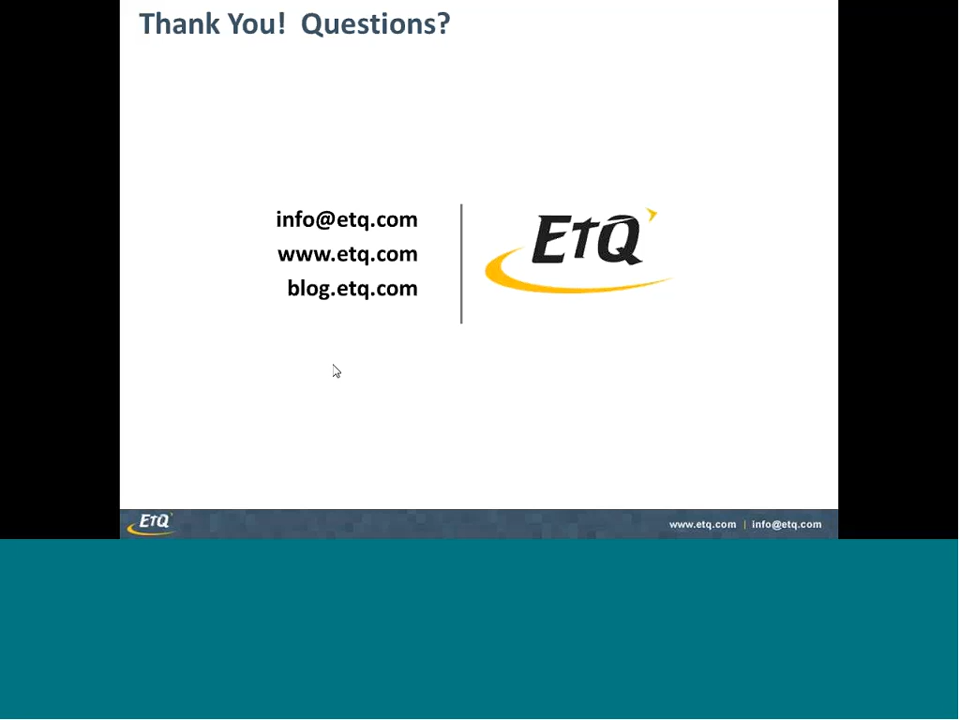 Thank You!  Questions?
info@etq.com
www.etq.com
blog.etq.com
EtQ
EtQ
www.etq.com | info@etq.com